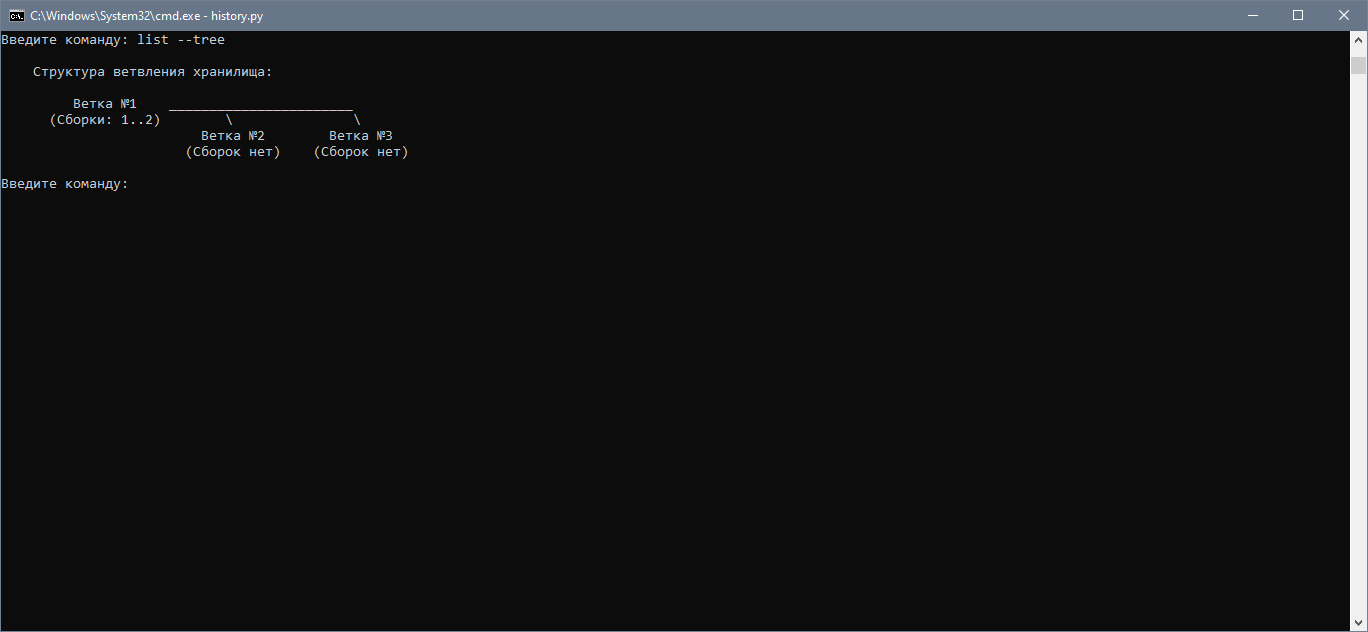 C:\Windows\System32\cmd.exe - history.py
Введите команду: list --tree
Структура ветвления хранилища:
Ветка №1 _______________________
(Сборки: 1..2) \ \
Ветка №2 Ветка №3
(Сборок нет) (Сборок нет)
Введите команду: